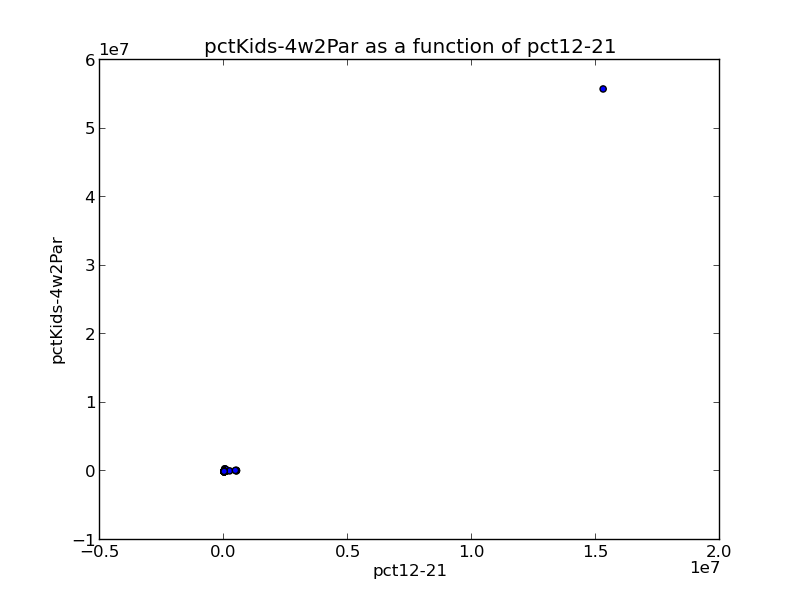 pctKids-4w2Par as a function of pct12-21
1e7
6
5
4
3
2
1
0
−1
pctKids-4w2Par
−0.5 0.0 0.5 1.0 1.5 2.0
1e7
pct12-21